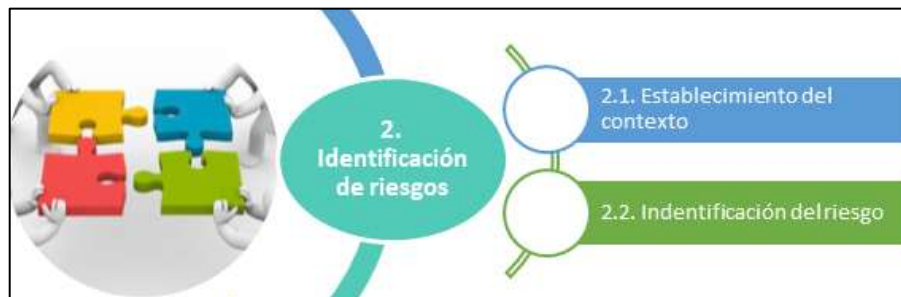 2.
Identificación
de riesgos
2.1. Establecimiento del
contexto
2.2. Indentificación del riesgo